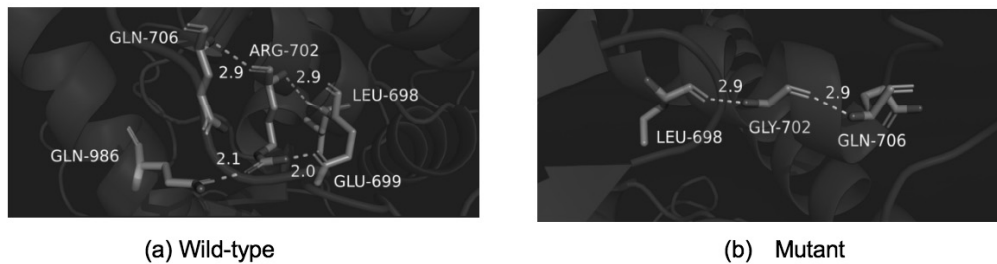 GLN-706
ARG-702
2.9
2.9
LEU-698
GLN-986
2.1
2.0
GLU-699
(a) Wild-type
2.9
2.9
LEU-698
GLY-702
GLN-706
(b) Mutant